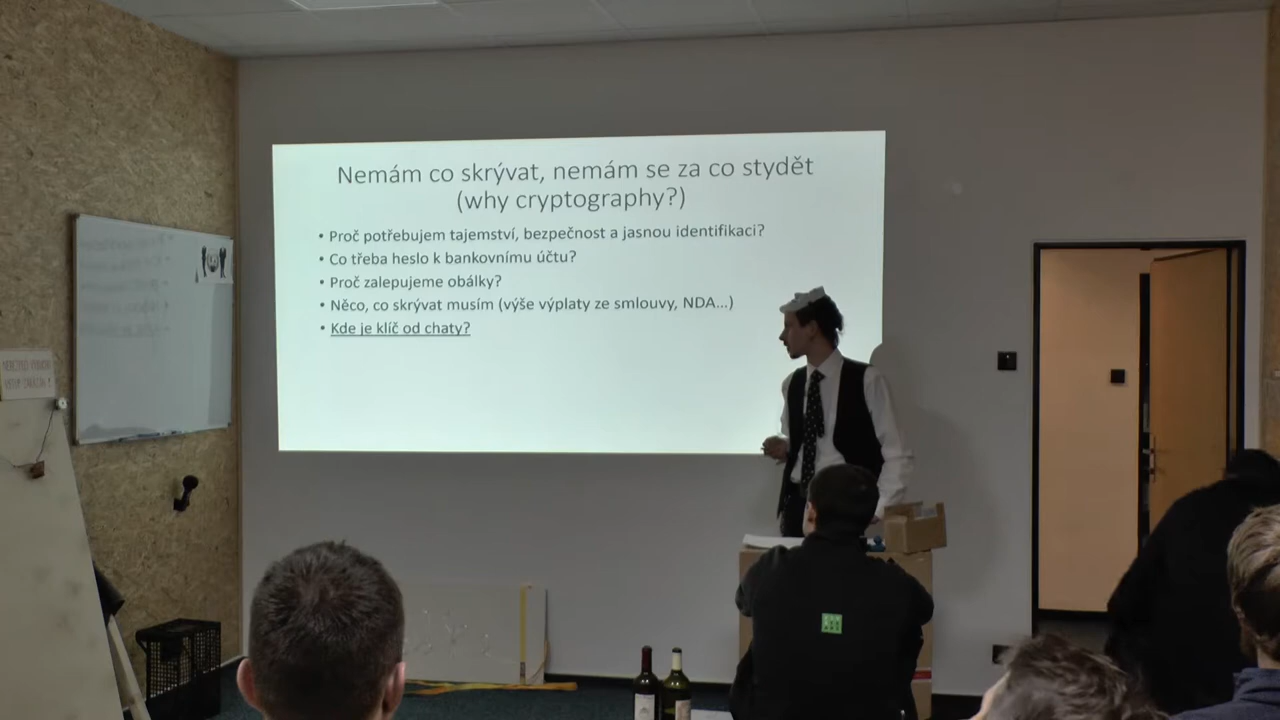 Nemám co skrývat, nemám se za co stydět
(why cryptography?)
• Proč potřebujem tajemství, bezpečnost a jasnou identifikaci?
• Co třeba heslo k bankovnímu účtu?
• Proč zalepujeme obálky?
• Něco, co skrývat musím (výše výplaty ze smlouvy, NDA...)
• Kde je klíč od chaty?